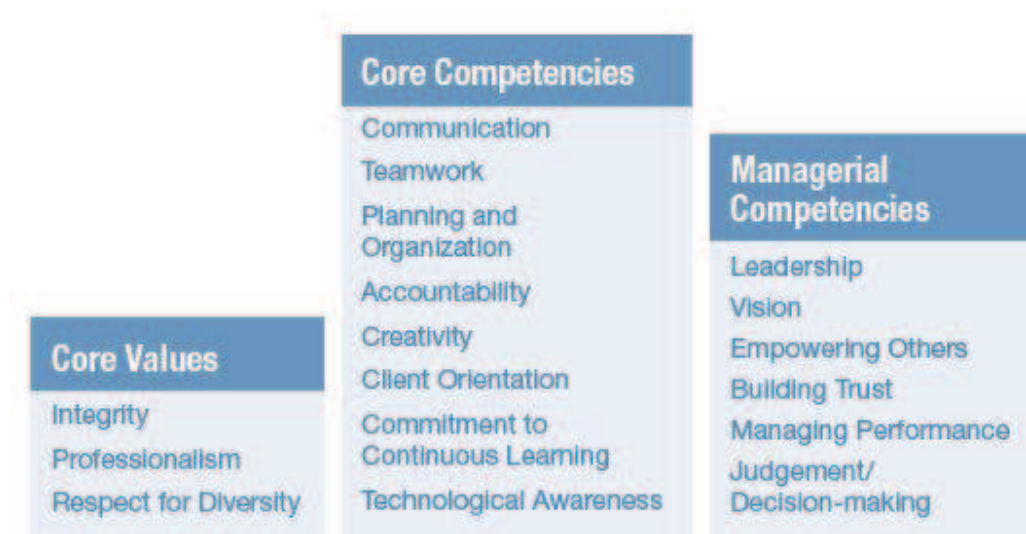 Core Values
Integrity
Professionalism
Respect for Diversity
Core Competencies
Communication
Teamwork
Planning and
Organization
Accountability
Creativity
Client Orientation
Commitment to
Continuous Learning
Technological Awareness
Managerial
Competencies
Leadership
Vision
Empowering Others
Building Trust
Managing Performance
Judgement/
Decision-making